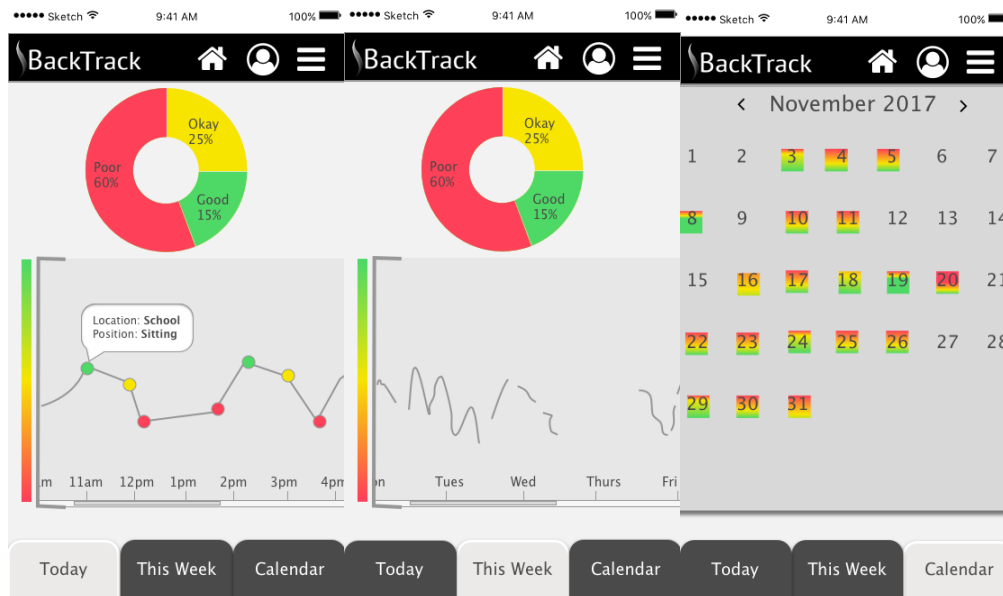 Sketch 9:41 AM 100%
BackTrack
Okay
25%
Poor
60%
Good
15%
Location: School
Position: Sitting
m 11am 12pm 1pm 2pm 3pm 4pm
Today This Week Calendar
Sketch 9:41 AM 100%
BackTrack
Okay
25%
Poor
60%
Good
15%
on Tues Wed Thurs Fri
Today This Week Calendar
Sketch 9:41 AM 100%
BackTrack
< November 2017 >
1 2 3 4 5 6 7
8 9 10 11 12 13 14
15 16 17 18 19 20 21
22 23 24 25 26 27 28
29 30 31
Today This Week Calendar